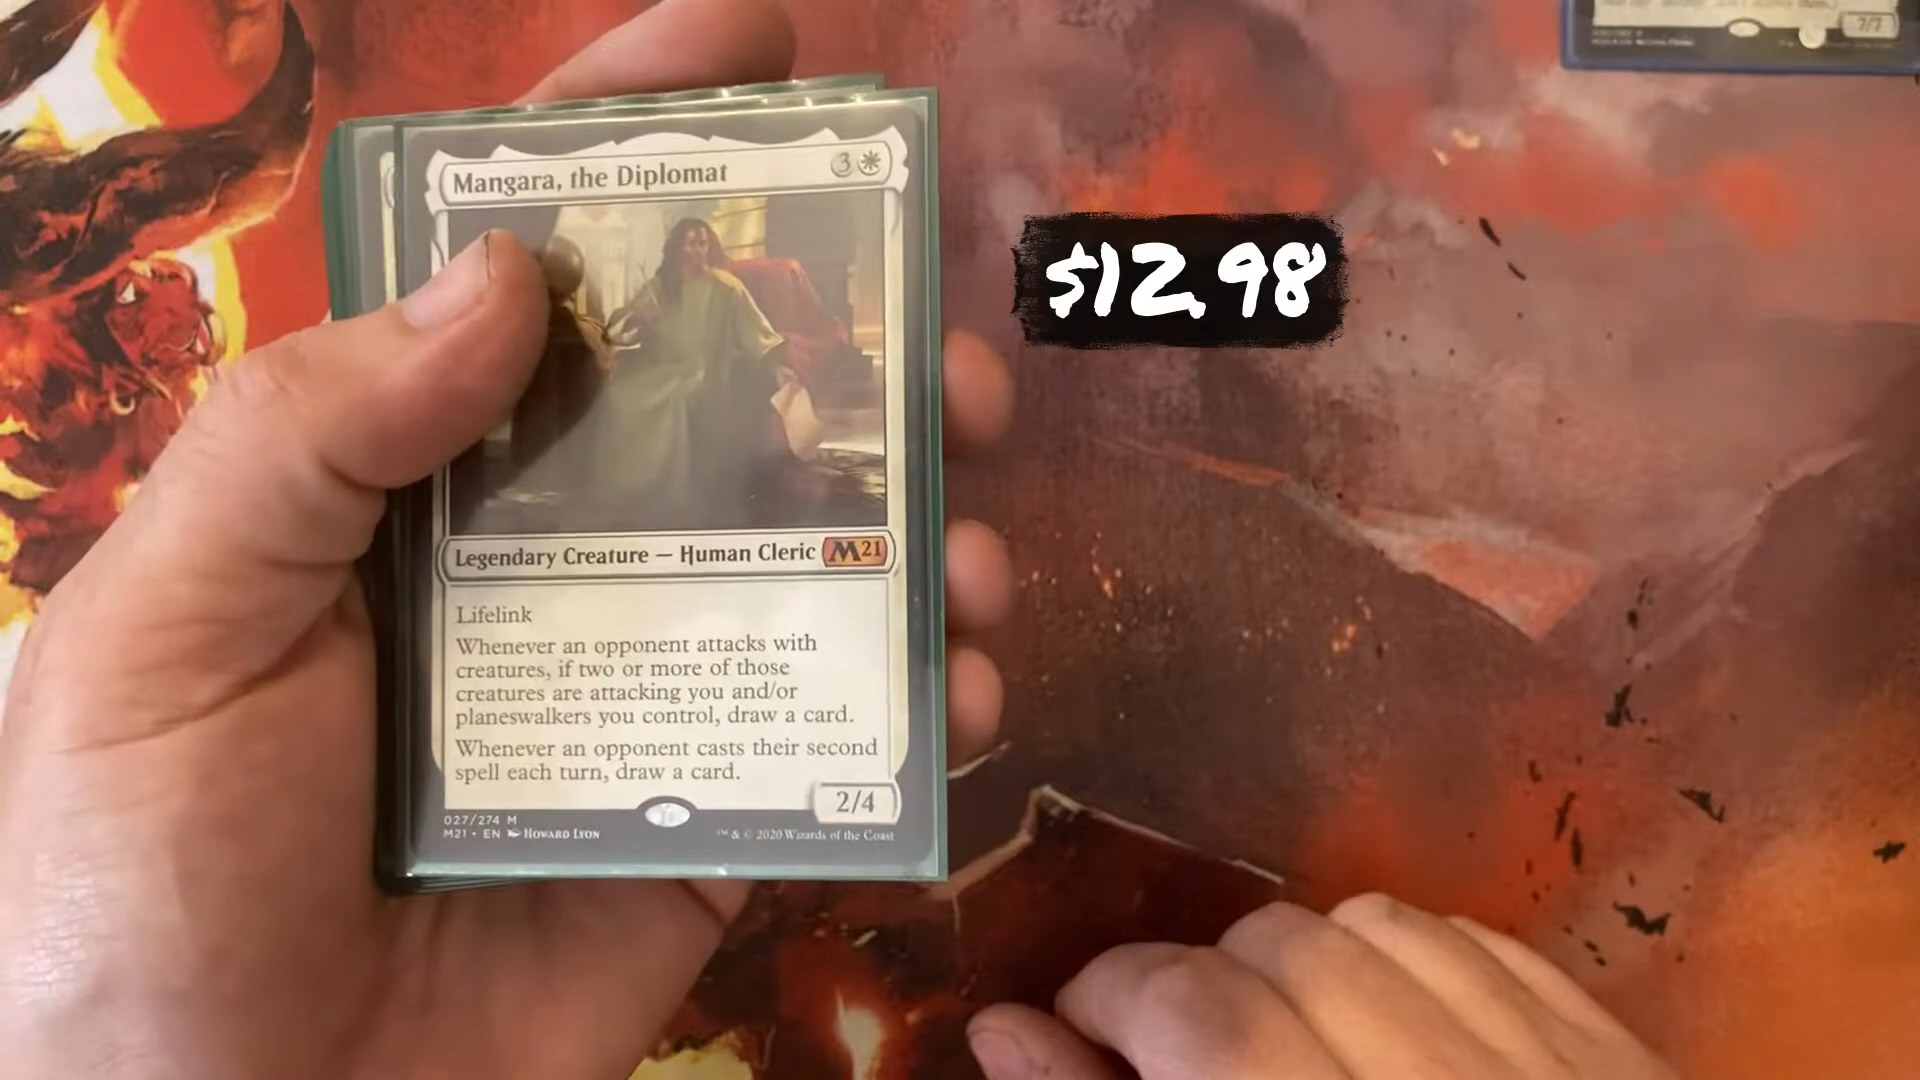 7/7
Mangara, the Diplomat 3
$12.98
Legendary Creature — Human Cleric M21
Lifelink
Whenever an opponent attacks with
creatures, if two or more of those
creatures are attacking you and/or
planeswalkers you control, draw a card.
Whenever an opponent casts their second
spell each turn, draw a card.
2/4
027/274 M
M21 • EN Howard Lyon
™ & © 2020 Wizards of the Coast